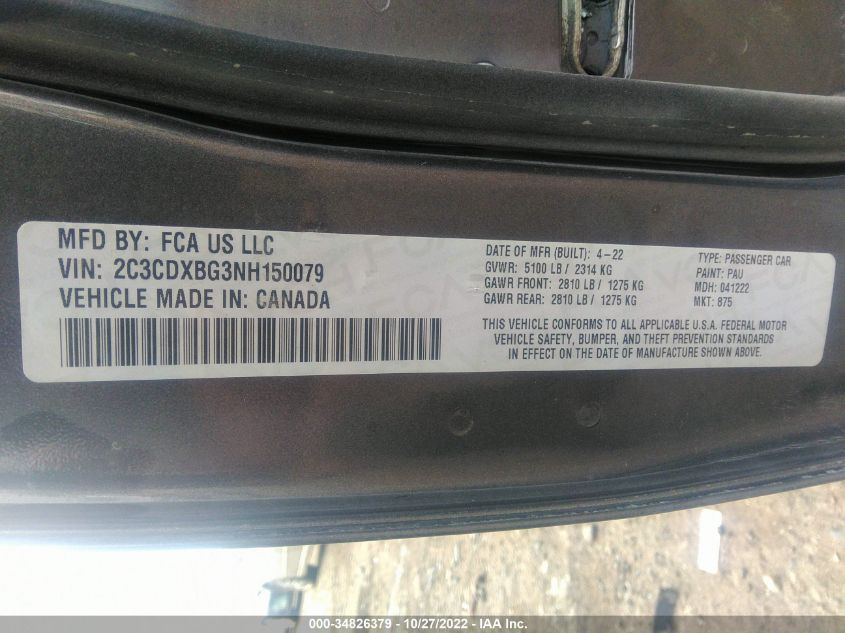 MFD BY: FCA US LLC
VIN: 2C3CDXBG3NH150079
VEHICLE MADE IN: CANADA
DATE OF MFR (BUILT): 4-22
GVWR: 5100 LB / 2314 KG
GAWR FRONT: 2810 LB / 1275 KG
GAWR REAR: 2810 LB / 1275 KG
TYPE: PASSENGER CAR
PAINT: PAU
MDH: 041222
MKT: 875
THIS VEHICLE CONFORMS TO ALL APPLICABLE U.S.A. FEDERAL MOTOR
VEHICLE SAFETY, BUMPER, AND THEFT PREVENTION STANDARDS
IN EFFECT ON THE DATE OF MANUFACTURE SHOWN ABOVE.
000-34826379 - 10/27/2022 - IAA Inc.